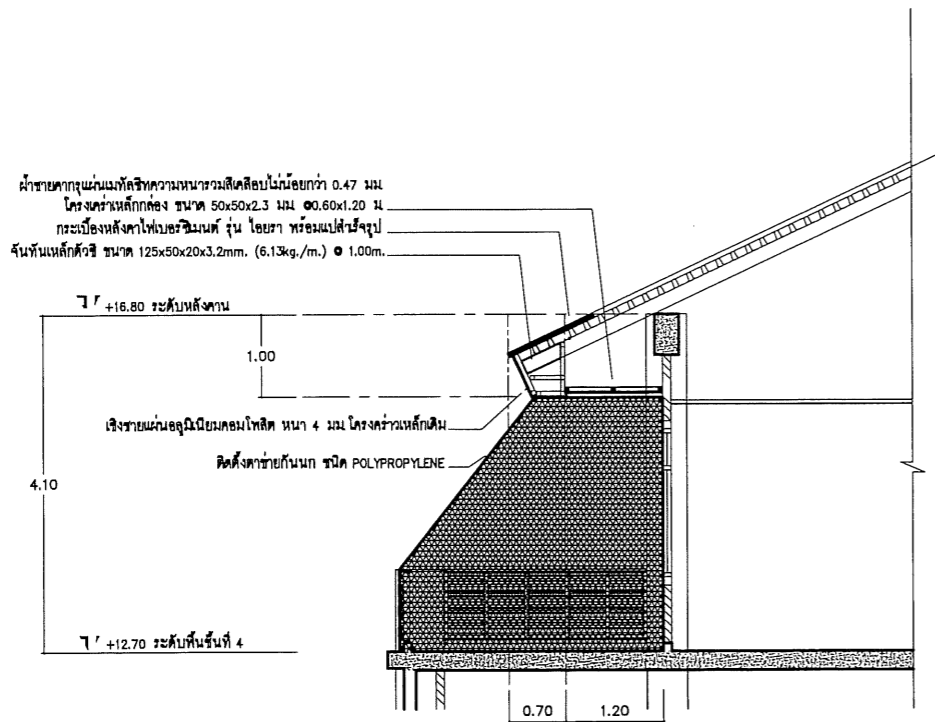 ฝ้าชายคากรุแผ่นเมทัลชีทความหนารวมสีเคลือบไม่น้อยกว่า 0.47 มม.
โครงเคร่าเหล็กกล่อง ขนาด 50x50x2.3 มม. @0.60x1.20 ม.
กระเบื้องหลังคาไฟเบอร์ซีเมนต์ รุ่น ไอยรา พร้อมแปสำเร็จรูป
จันทันเหล็กตัวซี ขนาด 125x50x20x3.2mm. (6.13kg./m.) @ 1.00m.
+16.80 ระดับหลังคาน
1.00
เชิงชายแผ่นอลูมิเนียมคอมโพสิต หนา 4 มม.โครงคร่าวเหล็กเดิม
ติดตั้งตาข่ายกันนก ชนิด POLYPROPYLENE
4.10
+12.70 ระดับพื้นชั้นที่ 4
0.70
1.20